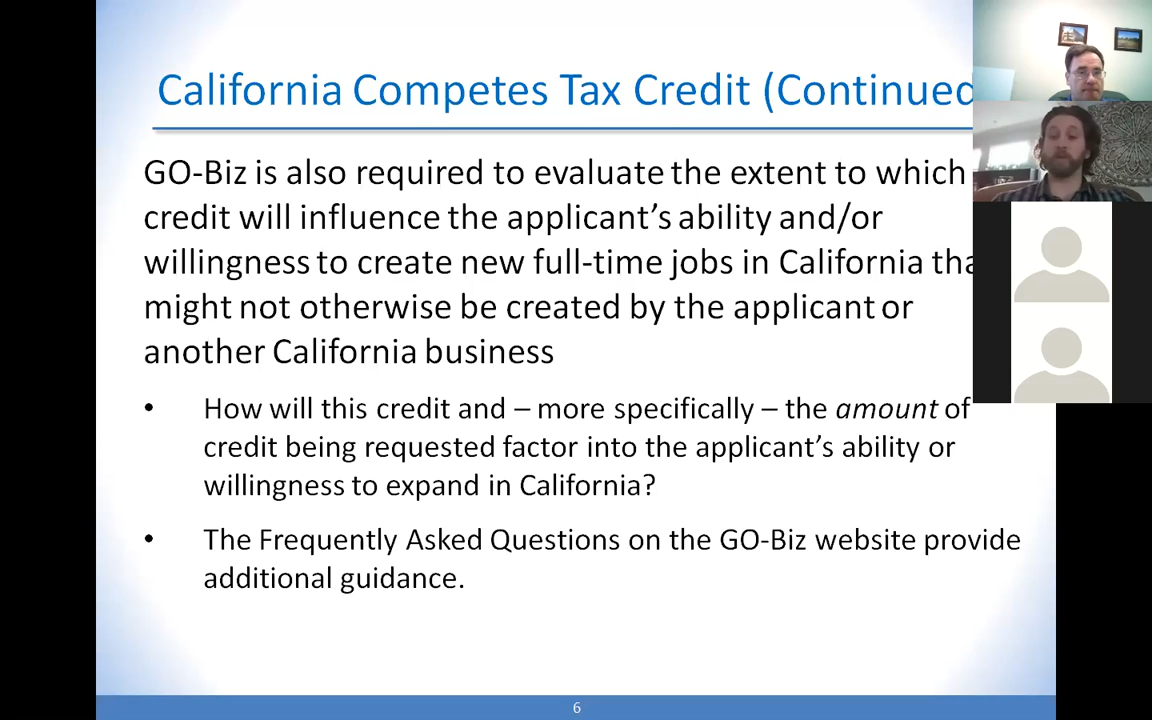 California Competes Tax Credit (Continued
GO-Biz is also required to evaluate the extent to which
credit will influence the applicant’s ability and/or
willingness to create new full-time jobs in California
might not otherwise be created by the applicant or
another California business
• How will this credit and – more specifically – the amount of
credit being requested factor into the applicant’s ability or
willingness to expand in California?
• The Frequently Asked Questions on the GO-Biz website provide
additional guidance.
6